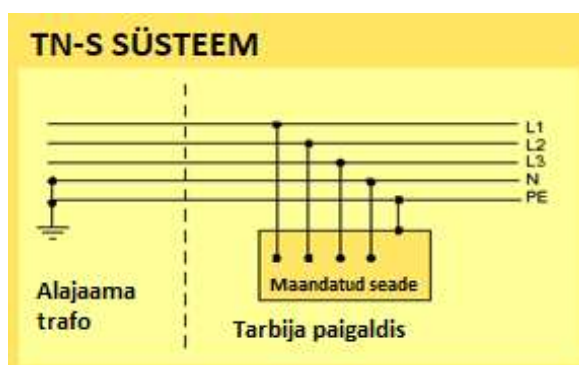 TN-S SÜSTEEM
L1
L2
L3
N
PE
Maandatud seade
Alajaama
trafo
Tarbija paigaldis